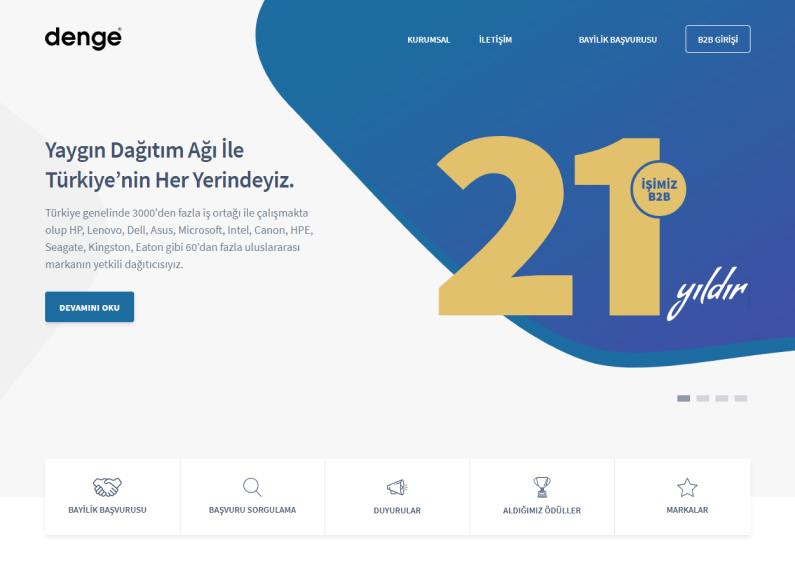 denge
KURUMSAL
İLETİŞİM
BAYİLİK BAŞVURUSU
B2B GİRİŞİ
Yaygın Dağıtım Ağı İle
Türkiye'nin Her Yerindeyiz.
Türkiye genelinde 3000'den fazla iş ortağı ile çalışmakta
olup HP, Lenovo, Dell, Asus, Microsoft, Intel, Canon, HPE,
Seagate, Kingston, Eaton gibi 60'dan fazla uluslararası
markanın yetkili dağıtıcısıyız.
DEVAMINI OKU
21
İŞİMİZ
B2B
yıldır
BAYİLİK BAŞVURUSU
BAŞVURU SORGULAMA
DUYURULAR
ALDIĞIMIZ ÖDÜLLER
MARKALAR